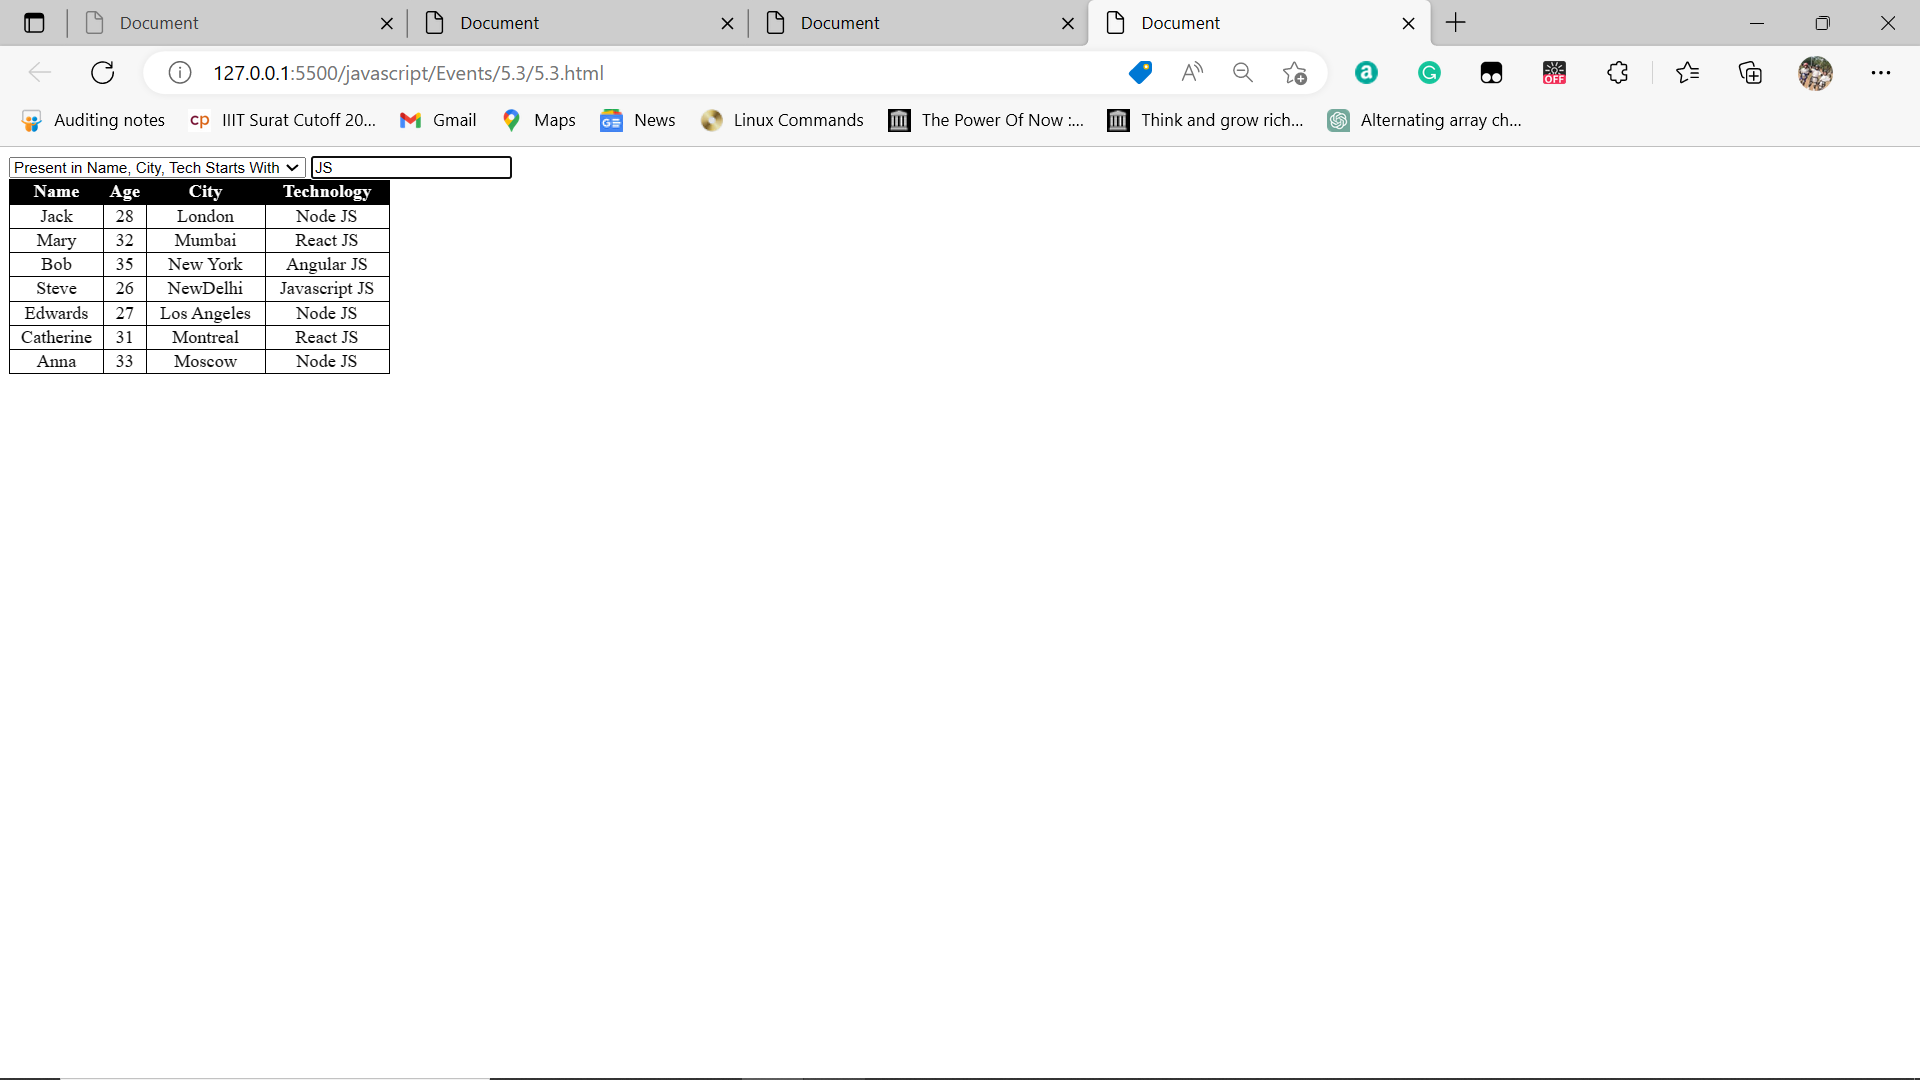 Document Document Document Document
127.0.0.1:5500/javascript/Events/5.3/5.3.html
Auditing notes IIIT Surat Cutoff 20... Gmail Maps News Linux Commands The Power Of Now :... Think and grow rich... Alternating array ch...
Present in Name, City, Tech Starts With JS
Name Age City Technology
Jack 28 London Node JS
Mary 32 Mumbai React JS
Bob 35 New York Angular JS
Steve 26 NewDelhi Javascript JS
Edwards 27 Los Angeles Node JS
Catherine 31 Montreal React JS
Anna 33 Moscow Node JS